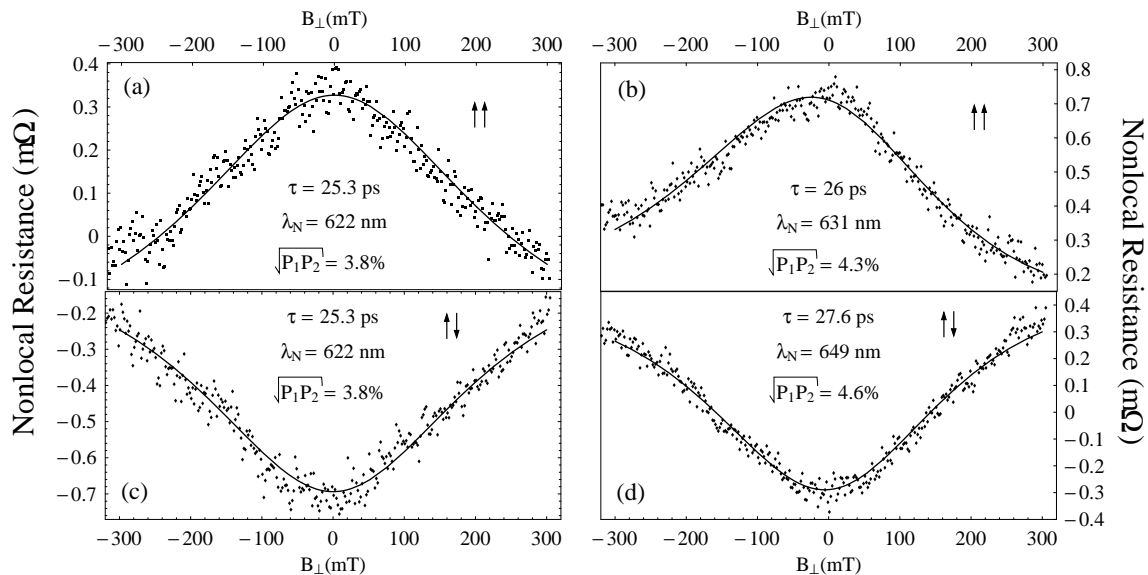 B⊥(mT)
B⊥(mT)
−300 −200 −100 0 100 200 300
−300 −200 −100 0 100 200 300
Nonlocal Resistance (mΩ)
0.4
0.3
0.2
0.1
0
−0.1
(a)
↑↑
τ = 25.3 ps
λN = 622 nm
√P1P2 = 3.8%
(b)
↑↑
τ = 26 ps
λN = 631 nm
√P1P2 = 4.3%
0.8
0.7
0.6
0.5
0.4
0.3
0.2
Nonlocal Resistance (mΩ)
−0.2
−0.3
−0.4
−0.5
−0.6
−0.7
τ = 25.3 ps
↑↓
λN = 622 nm
√P1P2 = 3.8%
(c)
τ = 27.6 ps
↑↓
λN = 649 nm
√P1P2 = 4.6%
(d)
0.4
0.3
0.2
0.1
0
−0.1
−0.2
−0.3
−0.4
−300 −200 −100 0 100 200 300
−300 −200 −100 0 100 200 300
B⊥(mT)
B⊥(mT)